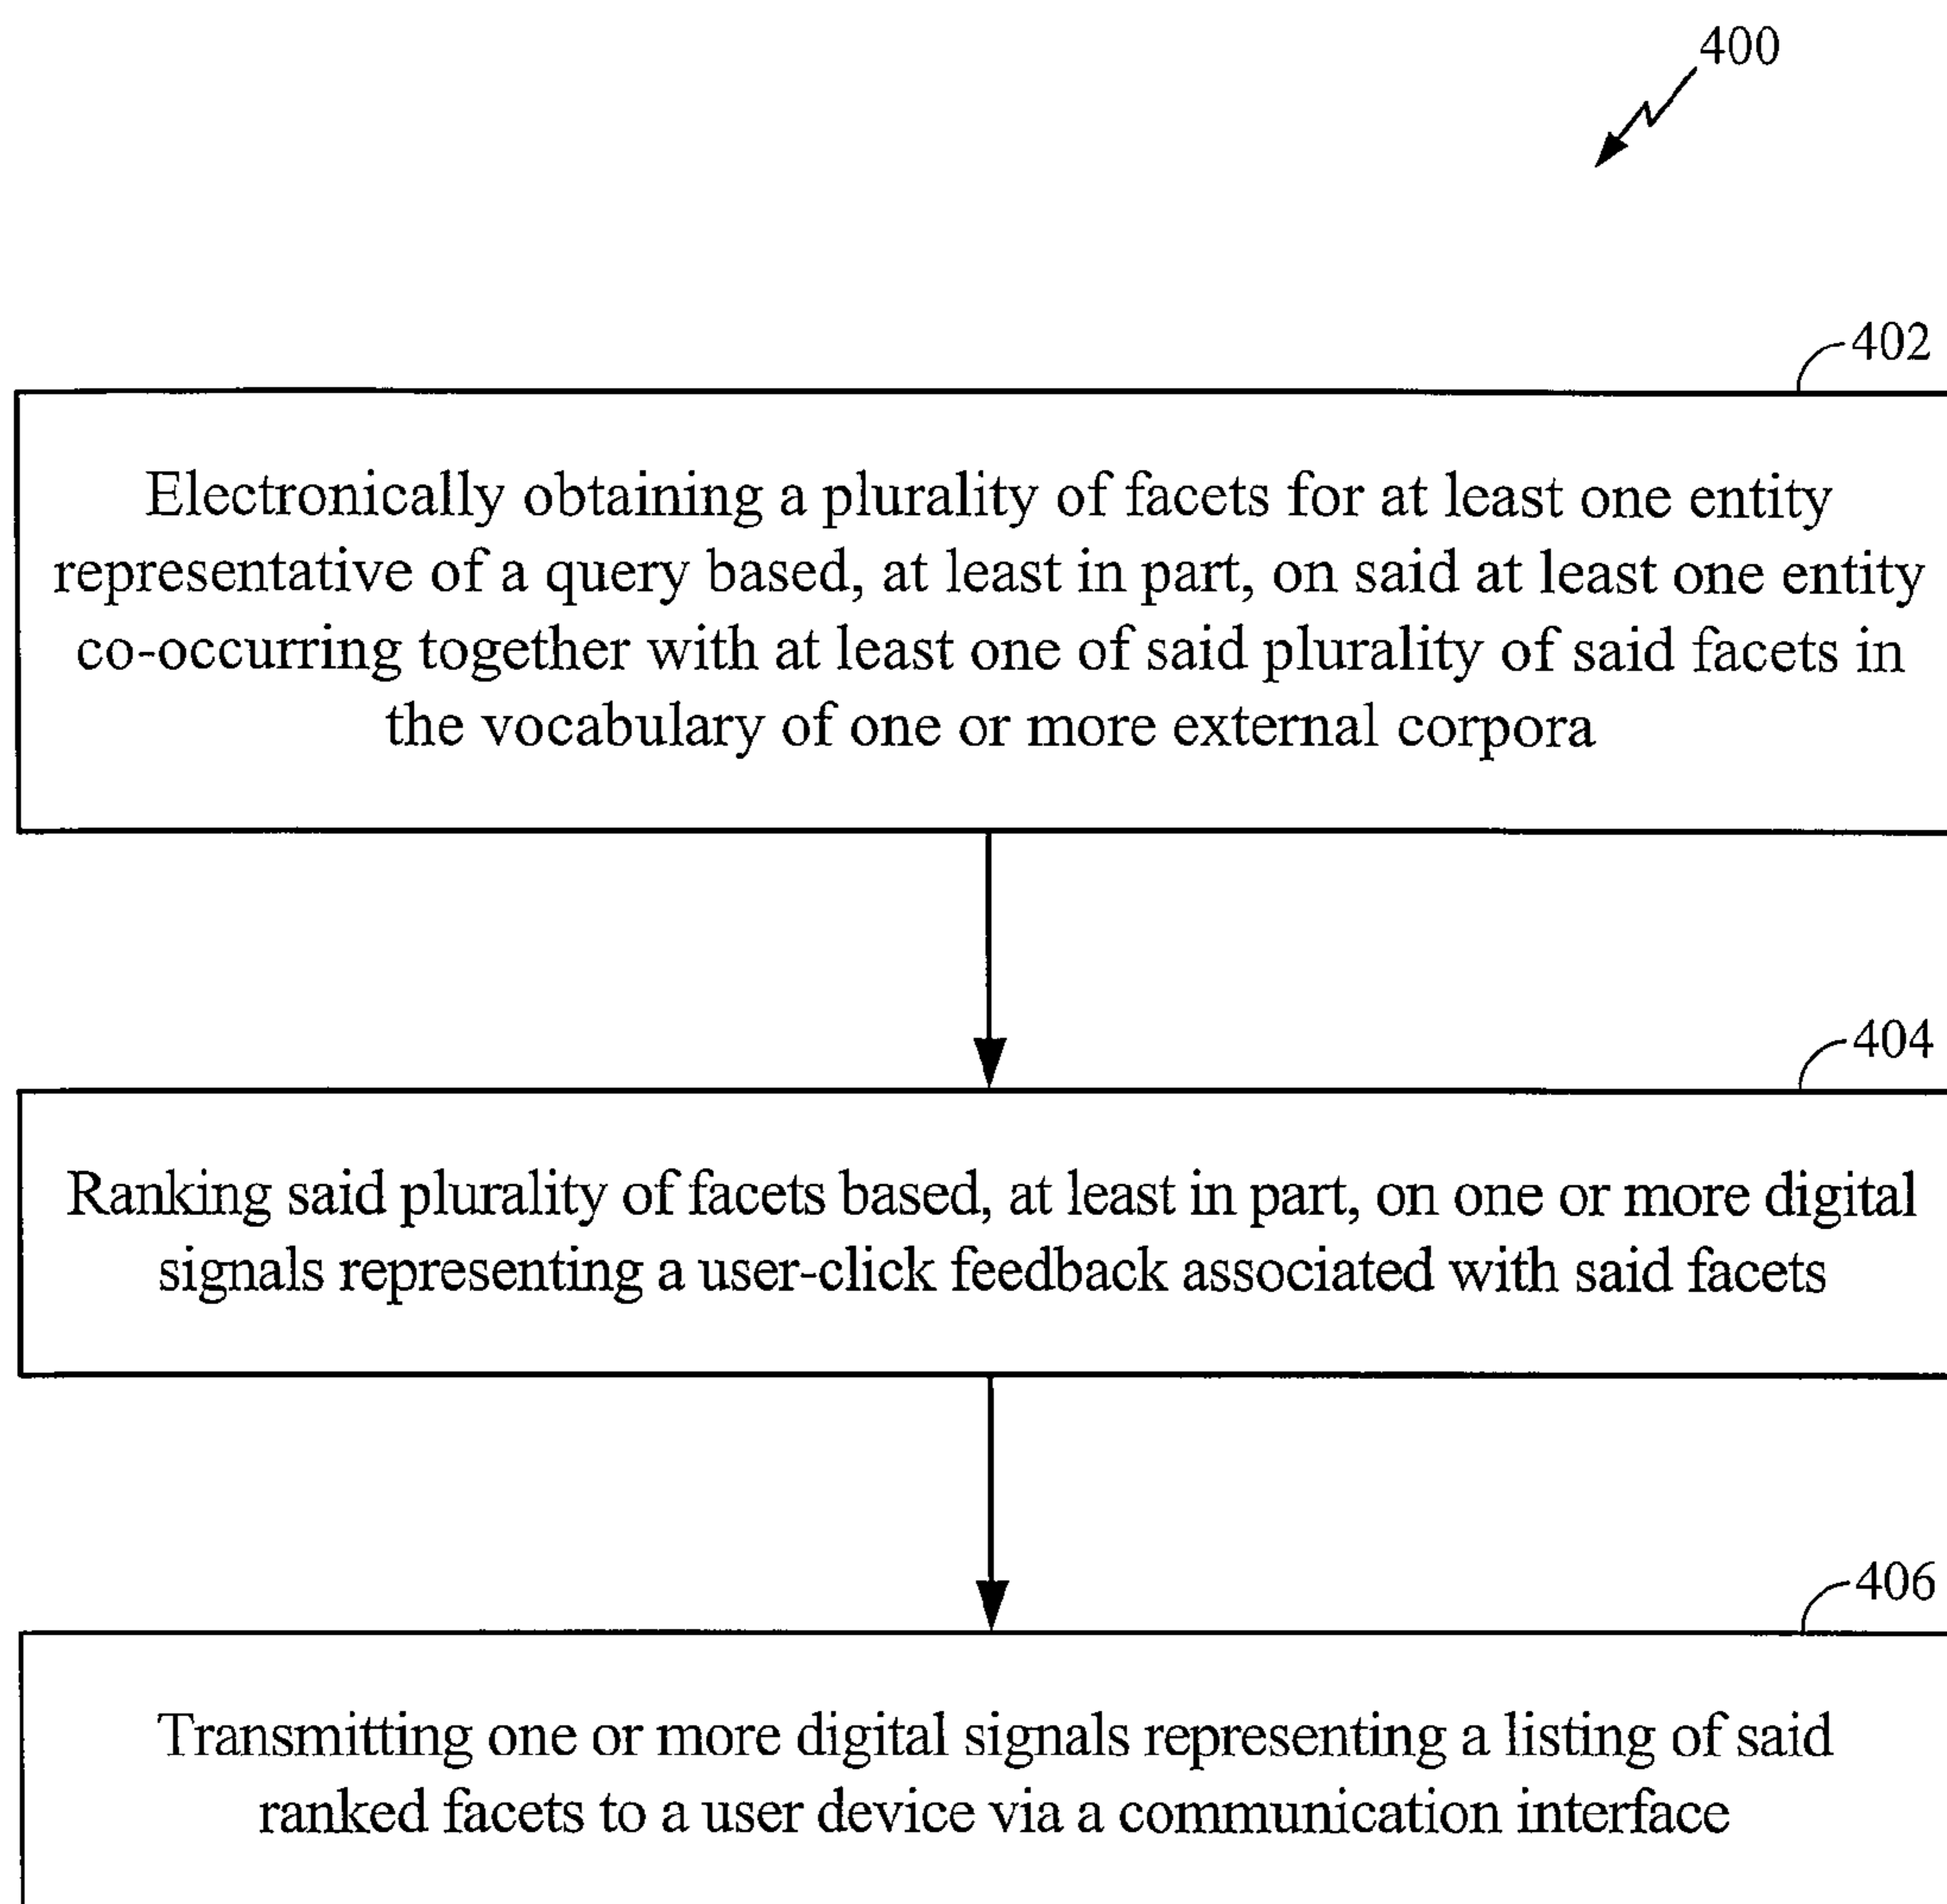 400
402
Electronically obtaining a plurality of facets for at least one entity
representative of a query based, at least in part, on said at least one entity
co-occurring together with at least one of said plurality of said facets in
the vocabulary of one or more external corpora
404
Ranking said plurality of facets based, at least in part, on one or more digital
signals representing a user-click feedback associated with said facets
406
Transmitting one or more digital signals representing a listing of said
ranked facets to a user device via a communication interface